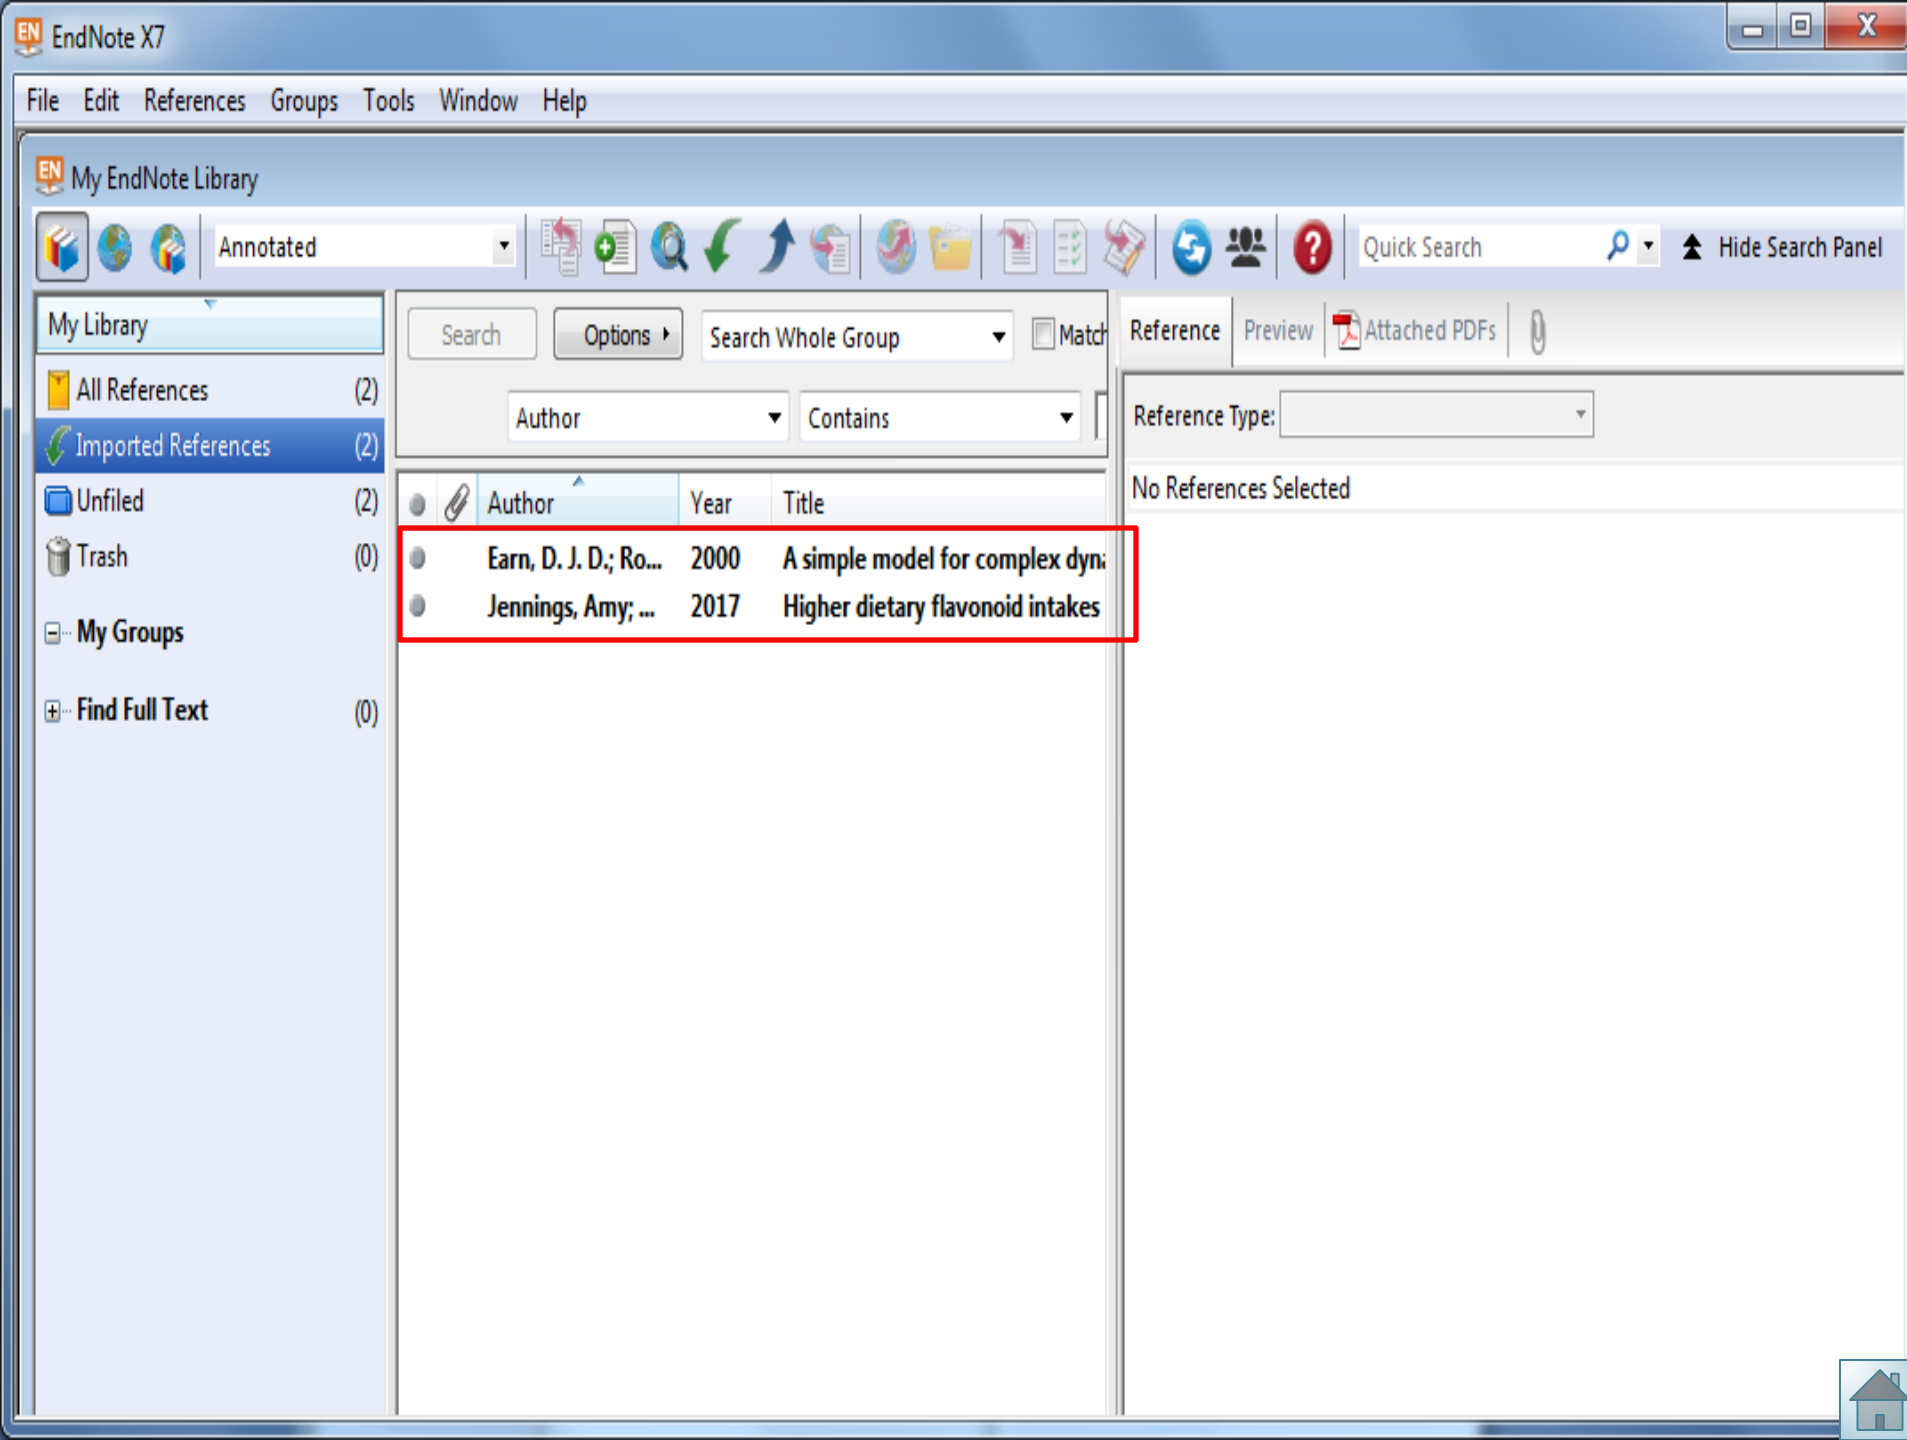 EndNote X7
File Edit References Groups Tools Window Help
My EndNote Library
Annotated
Quick Search
Hide Search Panel
My Library
All References (2)
Imported References (2)
Unfiled (2)
Trash (0)
My Groups
Find Full Text (0)
Search Options Search Whole Group Match
Author Contains
Author Year Title
Earn, D. J. D.; Ro... 2000 A simple model for complex
Jennings, Amy; ... 2017 Higher dietary flavonoid intakes
Reference Preview Attached PDFs
Reference Type:
No References Selected